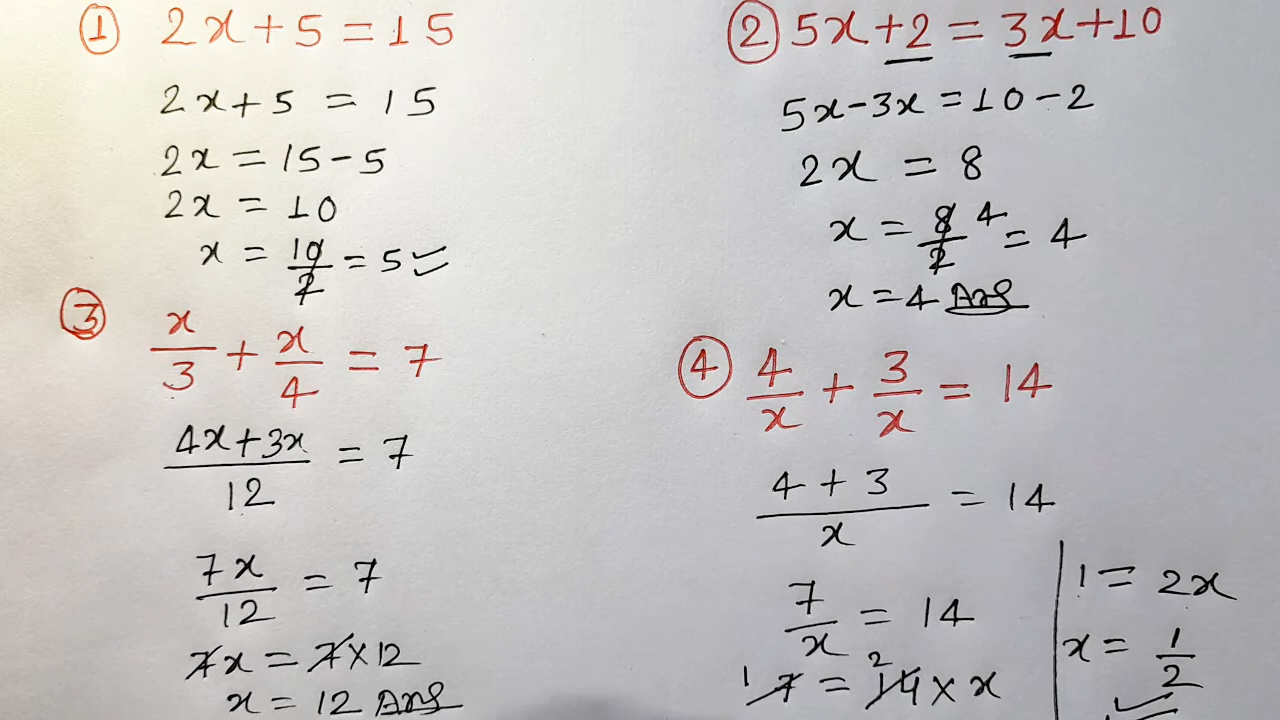 ① 2x+5=15
2x+5 = 15
2x = 15-5
2x = 10
x = 10/2 = 5
② 5x+2 = 3x+10
5x-3x = 10-2
2x = 8
x = 8/2 4 = 4
x = 4 Ans
③ x/3 + x/4 = 7
4x+3x/12 = 7
7x/12 = 7
7x = 7×12
x = 12 Ans
④ 4/x + 3/x = 14
4+3/x = 14
7/x = 14
1 7 = 2 14 × x
1 = 2x
x = 1/2